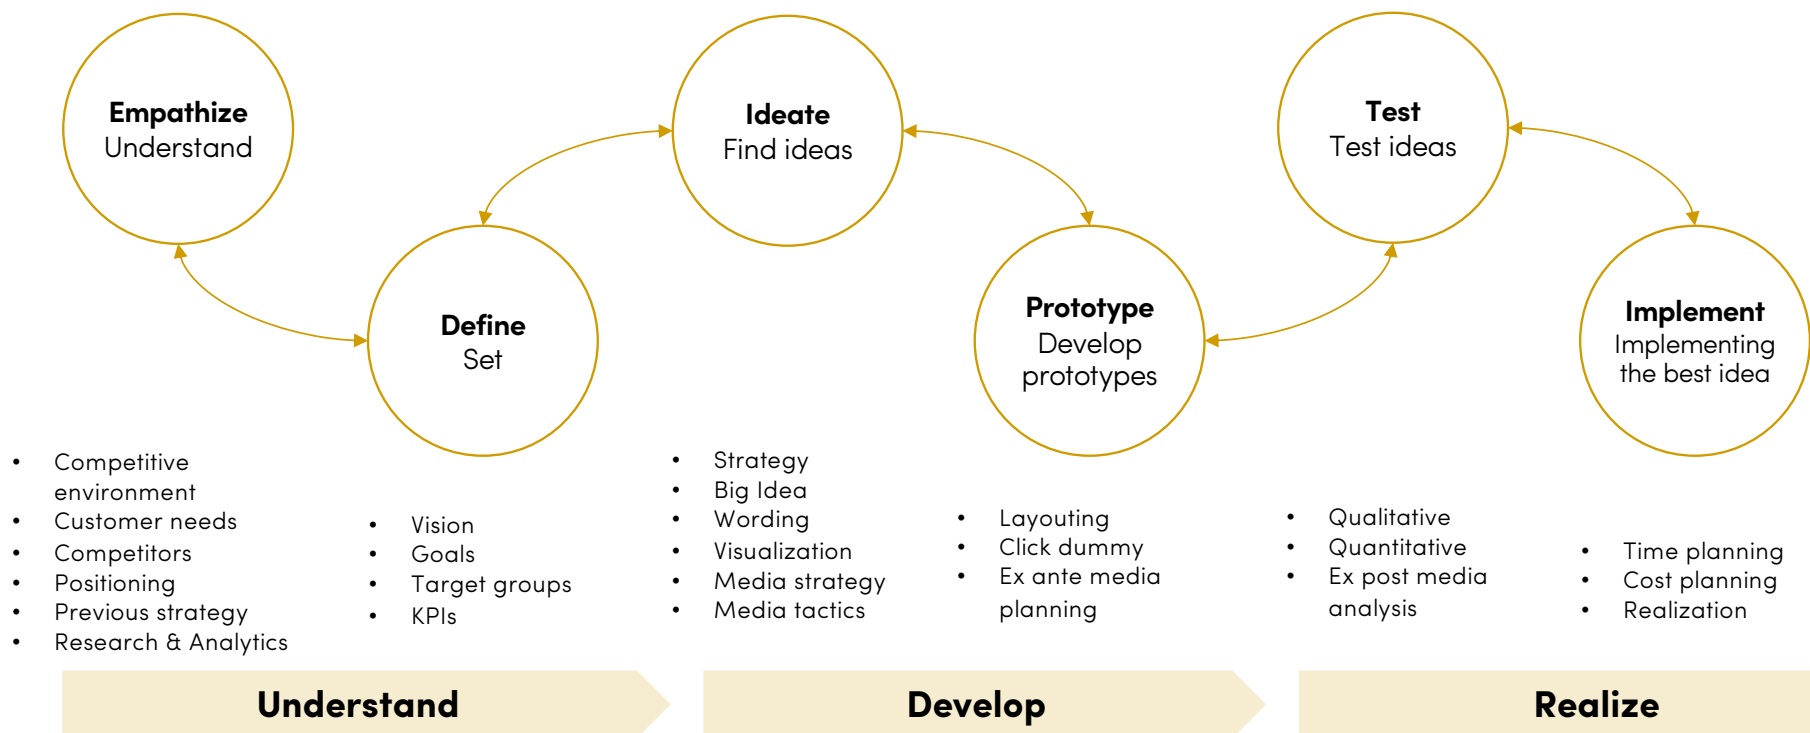 Empathize
Understand
Define
Set
Ideate
Find ideas
Prototype
Develop
prototypes
Test
Test ideas
Implement
Implementing
the best idea
• Competitive
environment
• Customer needs
• Competitors
• Positioning
• Previous strategy
• Research & Analytics
• Vision
• Goals
• Target groups
• KPIs
• Strategy
• Big Idea
• Wording
• Visualization
• Media strategy
• Media tactics
• Layouting
• Click dummy
• Ex ante media
planning
• Qualitative
• Quantitative
• Ex post media
analysis
• Time planning
• Cost planning
• Realization
Understand
Develop
Realize